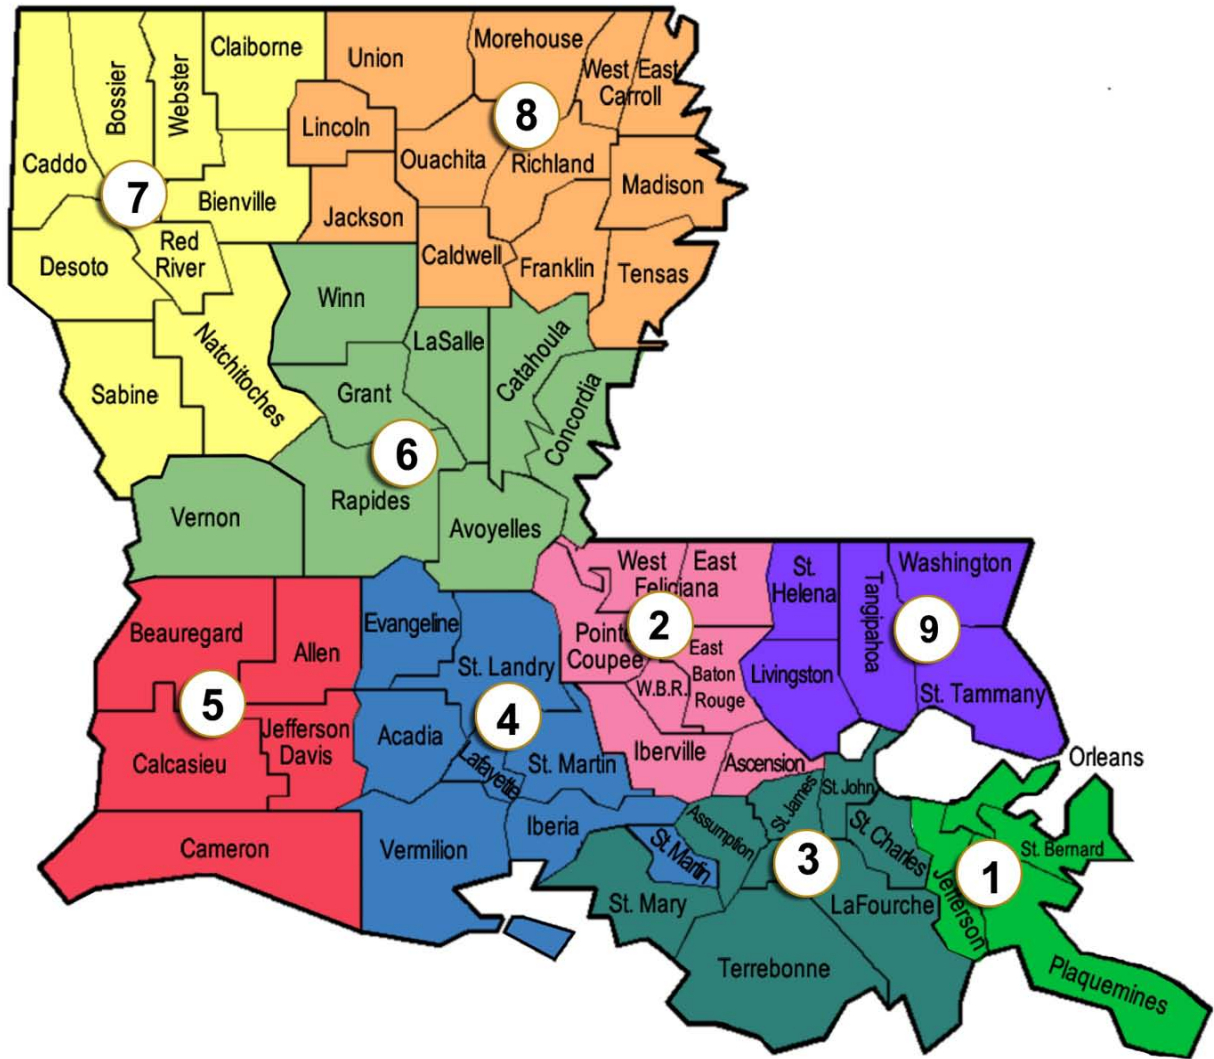 Claiborne
Union
Morehouse
West
East
Carroll
Bossier
Webster
Lincoln
8
Caddo
Ouachita
Richland
Madison
7
Bienville
Jackson
Red
River
Desoto
Caldwell
Franklin
Tensas
Winn
Natchitoches
LaSalle
Catahoula
Sabine
Grant
Concordia
6
Rapides
Vernon
Avoyelles
West
East
Feliciana
St.
Helena
Tangipahoa
Washington
Beauregard
Allen
Evangeline
St. Landry
Pointe
Coupee
2
East
Baton
Rouge
W.B.R.
Livingston
9
St. Tammany
5
4
Jefferson
Davis
Acadia
Calcasieu
Lafayette
St. Martin
Iberville
Ascension
Orleans
St. James
St. John
Cameron
Vermilion
Iberia
St. Martin
Assumption
3
St. Charles
1
St. Bernard
St. Mary
LaFourche
Jefferson
Terrebonne
Plaquemines